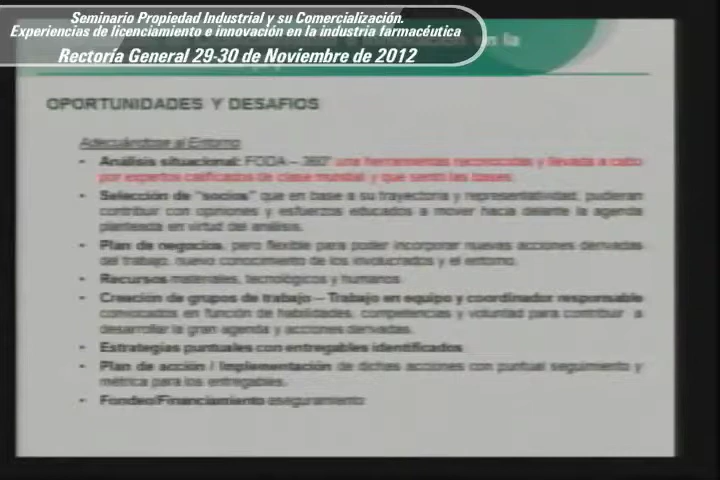 Seminario Propiedad Industrial y su Comercialización.
Experiencias de licenciamiento e innovación en la industria farmacéutica
Rectoría General 29-30 de Noviembre de 2012
en la
OPORTUNIDADES Y DESAFIOS
Adecuándose al Entorno
• Análisis situacional: FODA – 360° una herramienta reconocida y llevada a cabo
por expertos calificados de clase mundial y que sentó las bases.
• Selección de "socios" que en base a su trayectoria y representatividad, pudieran
contribuir con opiniones y esfuerzos educados a mover hacia delante la agenda
planteada en virtud del análisis.
• Plan de negocios, pero flexible para poder incorporar nuevas acciones derivadas
del trabajo, nuevo conocimiento de los involucrados y el entorno.
• Recursos materiales, tecnológicos y humanos
• Creación de grupos de trabajo – Trabajo en equipo y coordinador responsable
convocados en función de habilidades, competencias y voluntad para contribuir a
desarrollar la gran agenda y acciones derivadas.
• Estrategias puntuales con entregables identificados
• Plan de acción / Implementación de dichas acciones con puntual seguimiento y
métrica para los entregables.
• Fondeo/Financiamiento aseguramiento